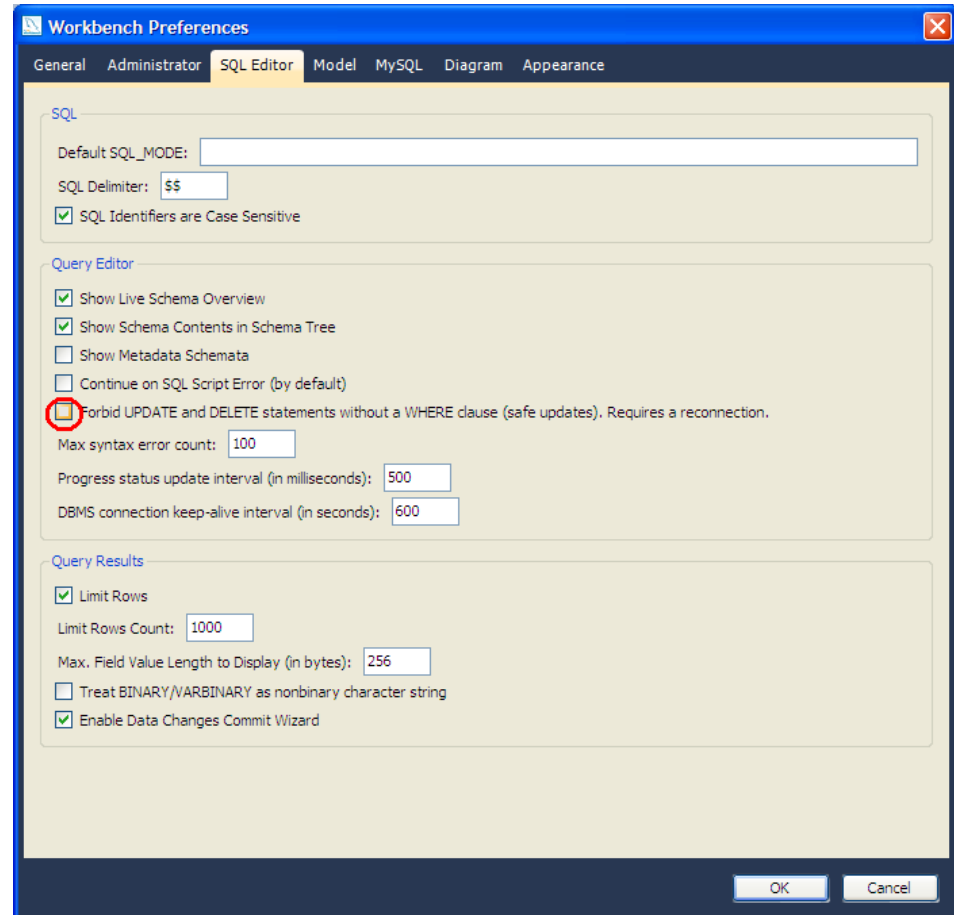 Workbench Preferences
General Administrator SQL Editor Model MySQL Diagram Appearance
SQL
Default SQL_MODE:
SQL Delimiter: $$
SQL Identifiers are Case Sensitive
Query Editor
Show Live Schema Overview
Show Schema Contents in Schema Tree
Show Metadata Schemata
Continue on SQL Script Error (by default)
Forbid UPDATE and DELETE statements without a WHERE clause (safe updates). Requires a reconnection.
Max syntax error count: 100
Progress status update interval (in milliseconds): 500
DBMS connection keep-alive interval (in seconds): 600
Query Results
Limit Rows
Limit Rows Count: 1000
Max. Field Value Length to Display (in bytes): 256
Treat BINARY/VARBINARY as nonbinary character string
Enable Data Changes Commit Wizard
OK Cancel